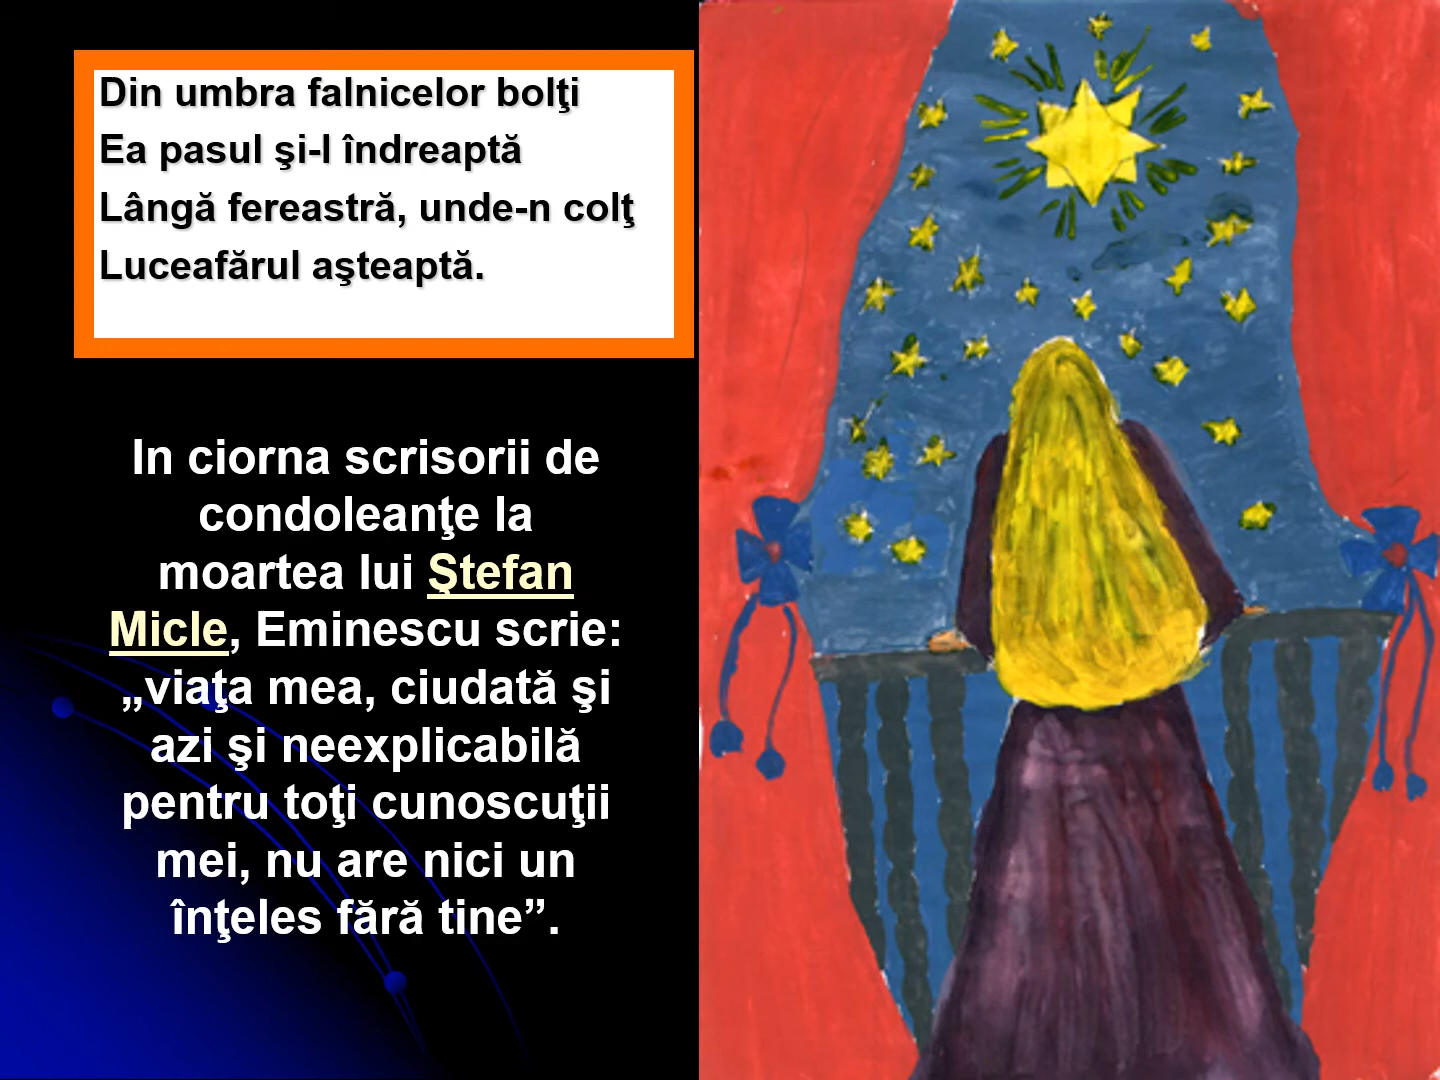 Din umbra falnicelor bolţi
Ea pasul şi-l îndreaptă
Lângă fereastră, unde-n colţ
Luceafărul aşteaptă.
In ciorna scrisorii de
condoleanţe la
moartea lui Ştefan
Micle, Eminescu scrie:
„viaţa mea, ciudată şi
azi şi neexplicabilă
pentru toţi cunoscuţii
mei, nu are nici un
înţeles fără tine”.